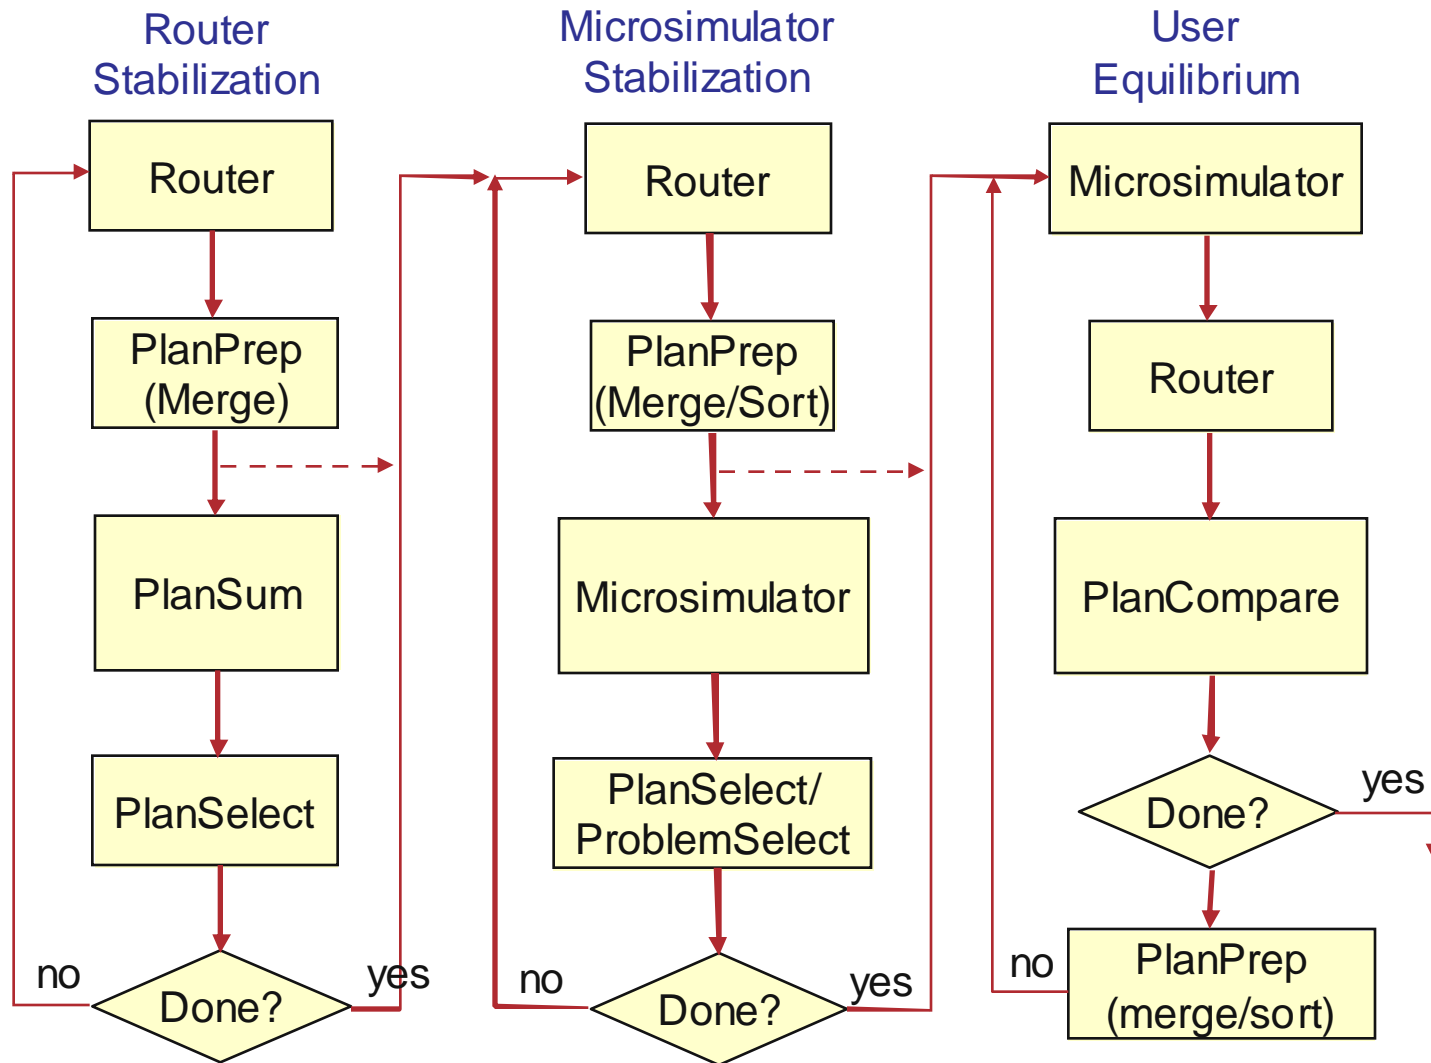 Router
Stabilization
Router
PlanPrep
(Merge)
PlanSum
PlanSelect
Done?
no
yes
Microsimulator
Stabilization
Router
PlanPrep
(Merge/Sort)
Microsimulator
PlanSelect/
ProblemSelect
Done?
no
yes
User
Equilibrium
Microsimulator
Router
PlanCompare
Done?
yes
PlanPrep
(merge/sort)
no